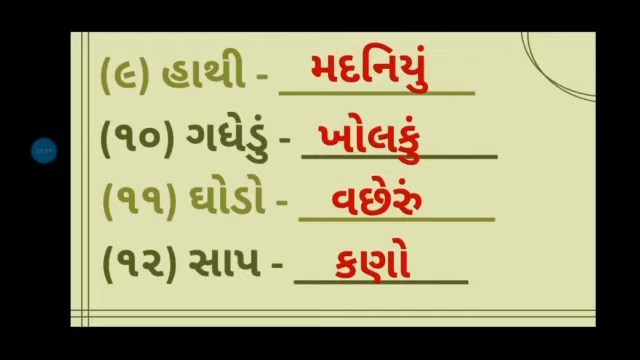 (૯) હાથી - મદનિયું
(૧૦) ગધેડું - ખોલકું
(૧૧) ઘોડો - વછેરું
(૧૨) સાપ - કણો